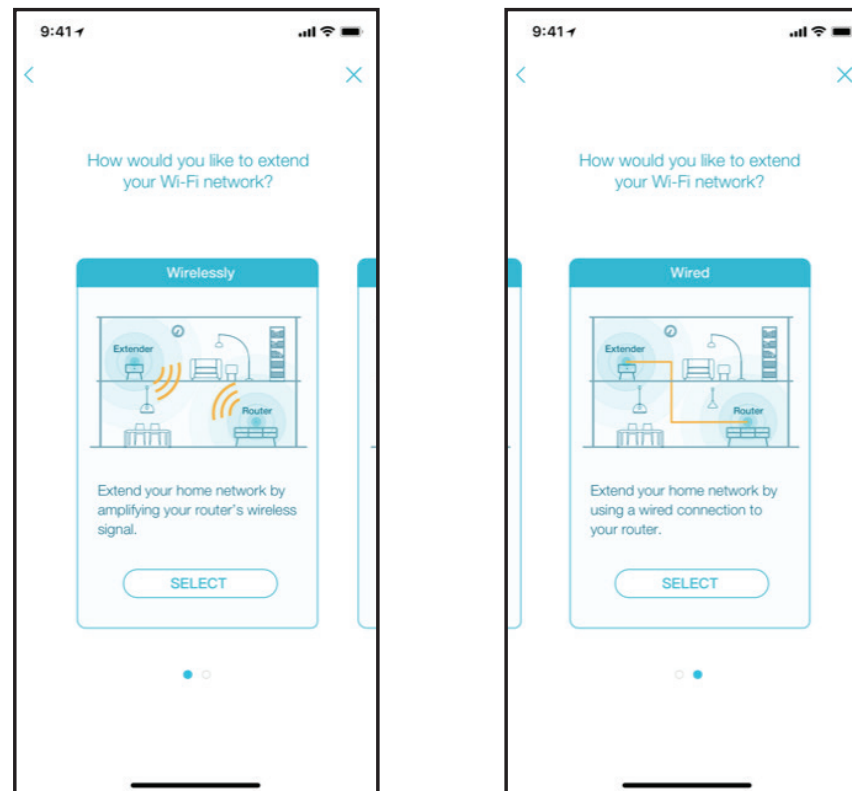 9:41
How would you like to extend
your Wi-Fi network?
Wirelessly
Extender
Router
Extend your home network by
amplifying your router's wireless
signal.
SELECT
9:41
How would you like to extend
your Wi-Fi network?
Wired
Extender
Router
Extend your home network by
using a wired connection to
your router.
SELECT